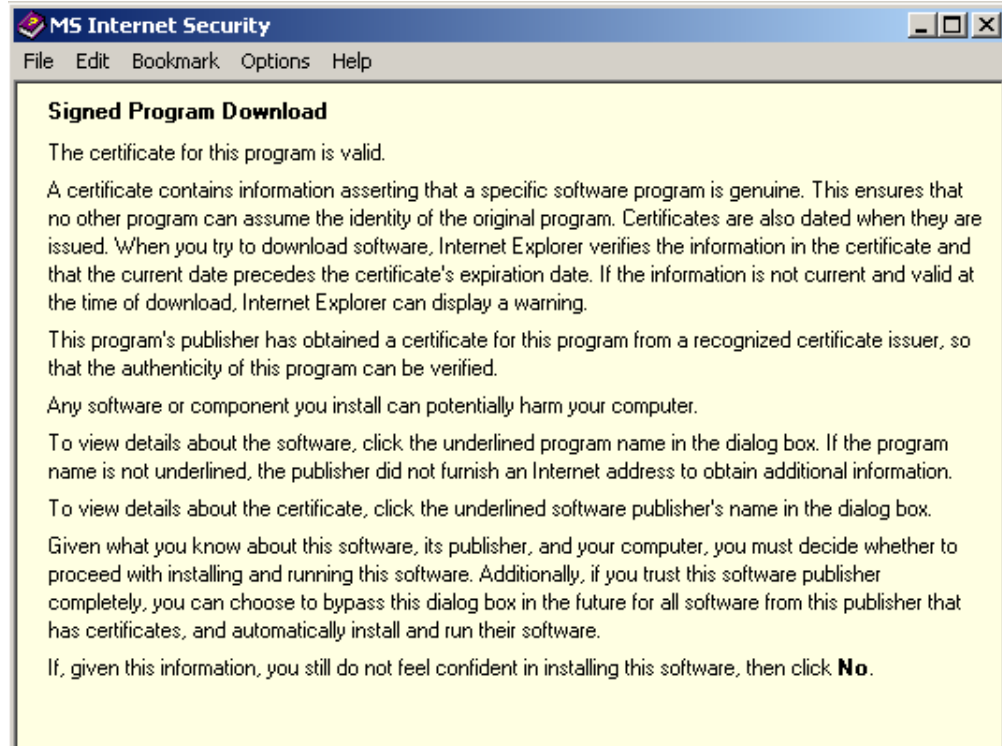 MS Internet Security
File Edit Bookmark Options Help
Signed Program Download
The certificate for this program is valid.
A certificate contains information asserting that a specific software program is genuine. This ensures that
no other program can assume the identity of the original program. Certificates are also dated when they are
issued. When you try to download software, Internet Explorer verifies the information in the certificate and
that the current date precedes the certificate's expiration date. If the information is not current and valid at
the time of download, Internet Explorer can display a warning.
This program's publisher has obtained a certificate for this program from a recognized certificate issuer, so
that the authenticity of this program can be verified.
Any software or component you install can potentially harm your computer.
To view details about the software, click the underlined program name in the dialog box. If the program
name is not underlined, the publisher did not furnish an Internet address to obtain additional information.
To view details about the certificate, click the underlined software publisher's name in the dialog box.
Given what you know about this software, its publisher, and your computer, you must decide whether to
proceed with installing and running this software. Additionally, if you trust this software publisher
completely, you can choose to bypass this dialog box in the future for all software from this publisher that
has certificates, and automatically install and run their software.
If, given this information, you still do not feel confident in installing this software, then click No.